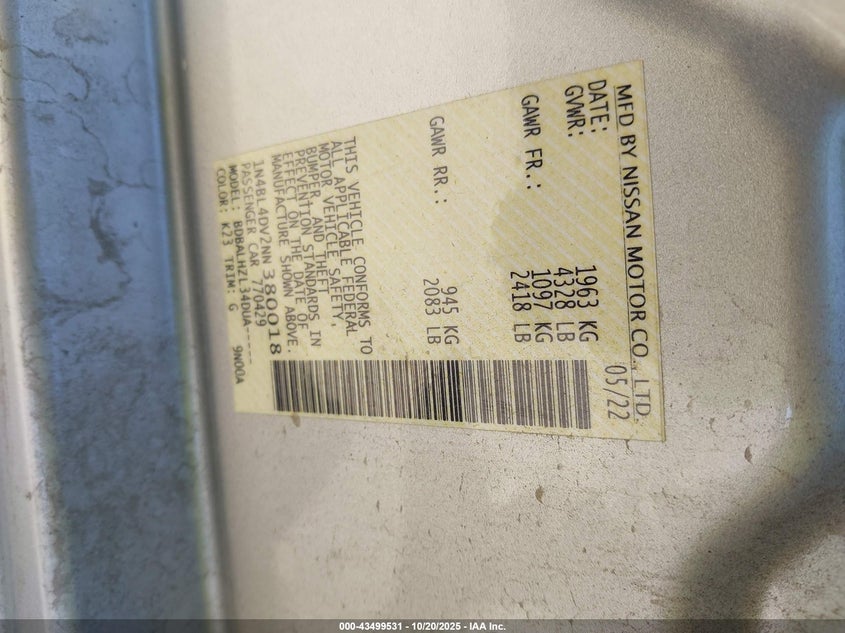 MFD BY NISSAN MOTOR CO., LTD.
DATE: 05/22
GVWR: 1963 KG
4328 LB
GAWR FR.: 1097 KG
2418 LB
GAWR RR.: 945 KG
2083 LB
THIS VEHICLE CONFORMS TO
ALL APPLICABLE FEDERAL
MOTOR VEHICLE SAFETY,
BUMPER, AND THEFT
PREVENTION STANDARDS IN
EFFECT ON THE DATE OF
MANUFACTURE SHOWN ABOVE.
1N4BL4DV2NN380018
PASSENGER CAR 770429
MODEL: BDBALHZL34DUA-----
COLOR: K23 TRIM: G 9N00A
000-43499531 - 10/20/2025 - IAA Inc.